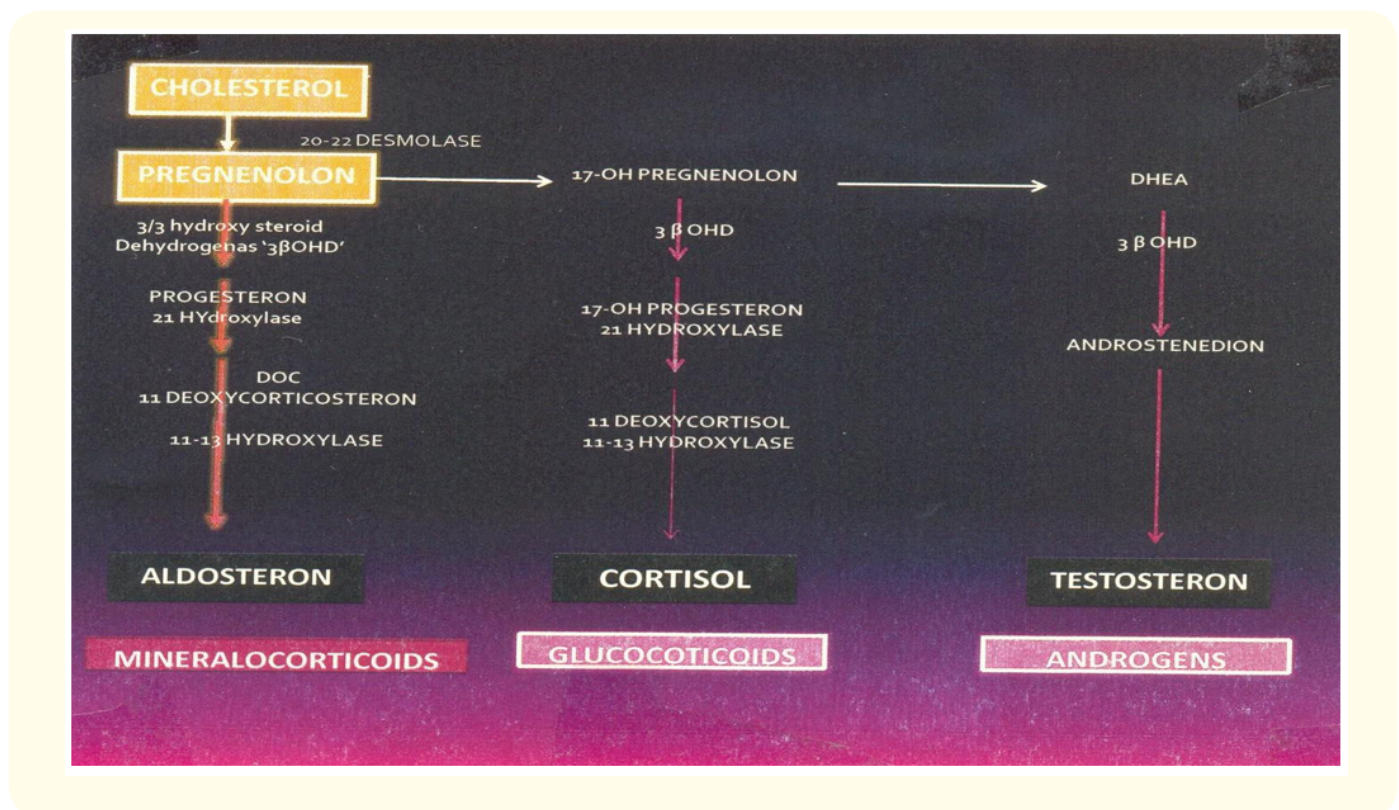 CHOLESTEROL
20-22 DESMOLASE
PREGNENOLON
3/3 hydroxy steroid
Dehydrogenas ‘3βOHD’
PROGESTERON
21 HYdroxylase
DOC
11 DEOXYCORTICOSTERON
11-13 HYDROXYLASE
ALDOSTERON
MINERALOCORTICOIDS
17-OH PREGNENOLON
3 β OHD
17-OH PROGESTERON
21 HYDROXYLASE
11 DEOXYCORTISOL
11-13 HYDROXYLASE
CORTISOL
GLUCOCOTICOIDS
DHEA
3 β OHD
ANDROSTENEDION
TESTOSTERON
ANDROGENS